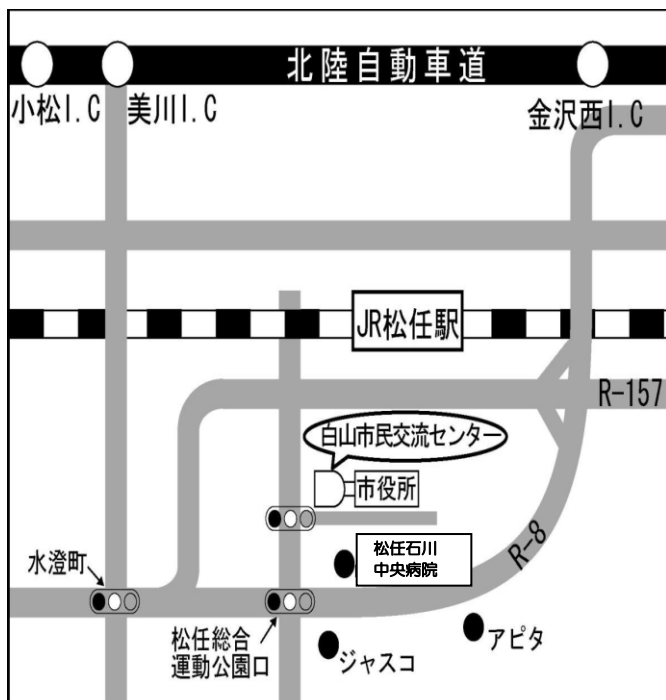 北陸自動車道
小松I.C
美川I.C
金沢西I.C
JR松任駅
R-157
白山市民交流センター
市役所
R-8
松任石川
中央病院
水澄町
松任総合
運動公園口
ジャスコ
アピタ